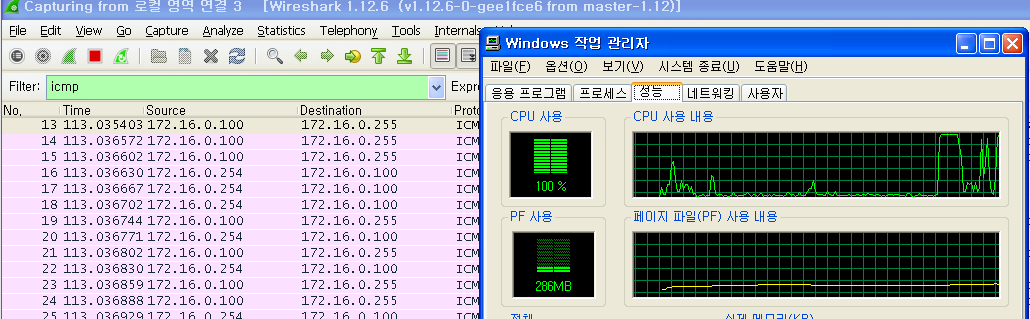 Capturing from 로컬 영역 연결 3 [Wireshark 1.12.6 (v1.12.6-0-gee1fce6 from master-1.12)]
File Edit View Go Capture Analyze Statistics Telephony Tools Internals
Filter: icmp Expre
No. Time Source Destination Proto
13 113.035403 172.16.0.100 172.16.0.255 ICM
14 113.036572 172.16.0.100 172.16.0.255 ICM
15 113.036602 172.16.0.100 172.16.0.255 ICM
16 113.036630 172.16.0.254 172.16.0.100 ICM
17 113.036667 172.16.0.100 172.16.0.255 ICM
18 113.036702 172.16.0.254 172.16.0.100 ICM
19 113.036744 172.16.0.100 172.16.0.255 ICM
20 113.036771 172.16.0.254 172.16.0.100 ICM
21 113.036802 172.16.0.100 172.16.0.255 ICM
22 113.036830 172.16.0.254 172.16.0.100 ICM
23 113.036859 172.16.0.100 172.16.0.255 ICM
24 113.036888 172.16.0.254 172.16.0.100 ICM
25 113.036929 172.16.0.100 172.16.0.255 ICM
Windows 작업 관리자
파일(F) 옵션(O) 보기(V) 시스템 종료(U) 도움말(H)
응용 프로그램 프로세스 성능 네트워킹 사용자
CPU 사용 CPU 사용 내용
100 %
PF 사용 페이지 파일(PF) 사용 내용
286MB
전체 실제 메모리(KB)